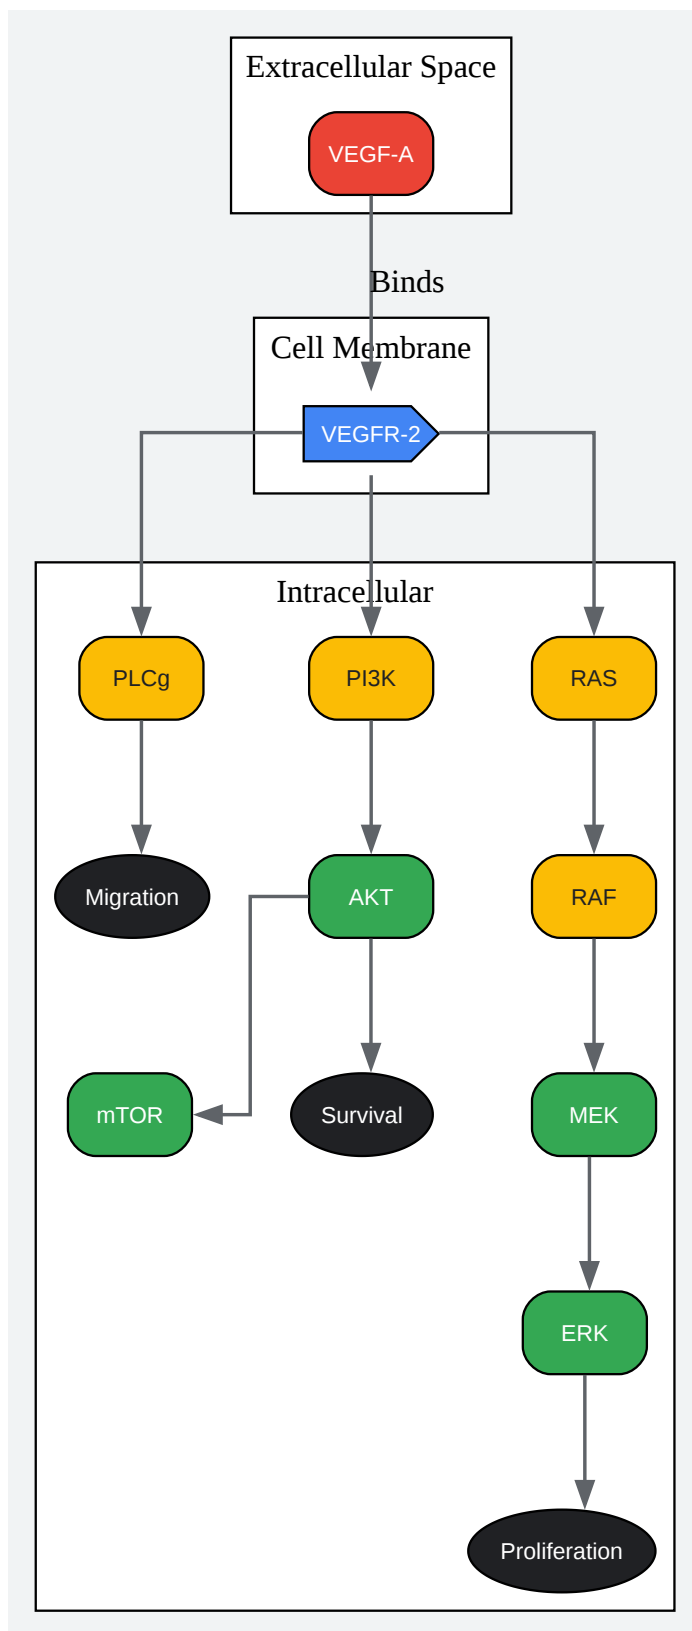 Extracellular Space
VEGF-A
Binds
Cell Membrane
VEGFR-2
Intracellular
PLCg
PI3K
RAS
Migration
AKT
RAF
mTOR
Survival
MEK
ERK
Proliferation